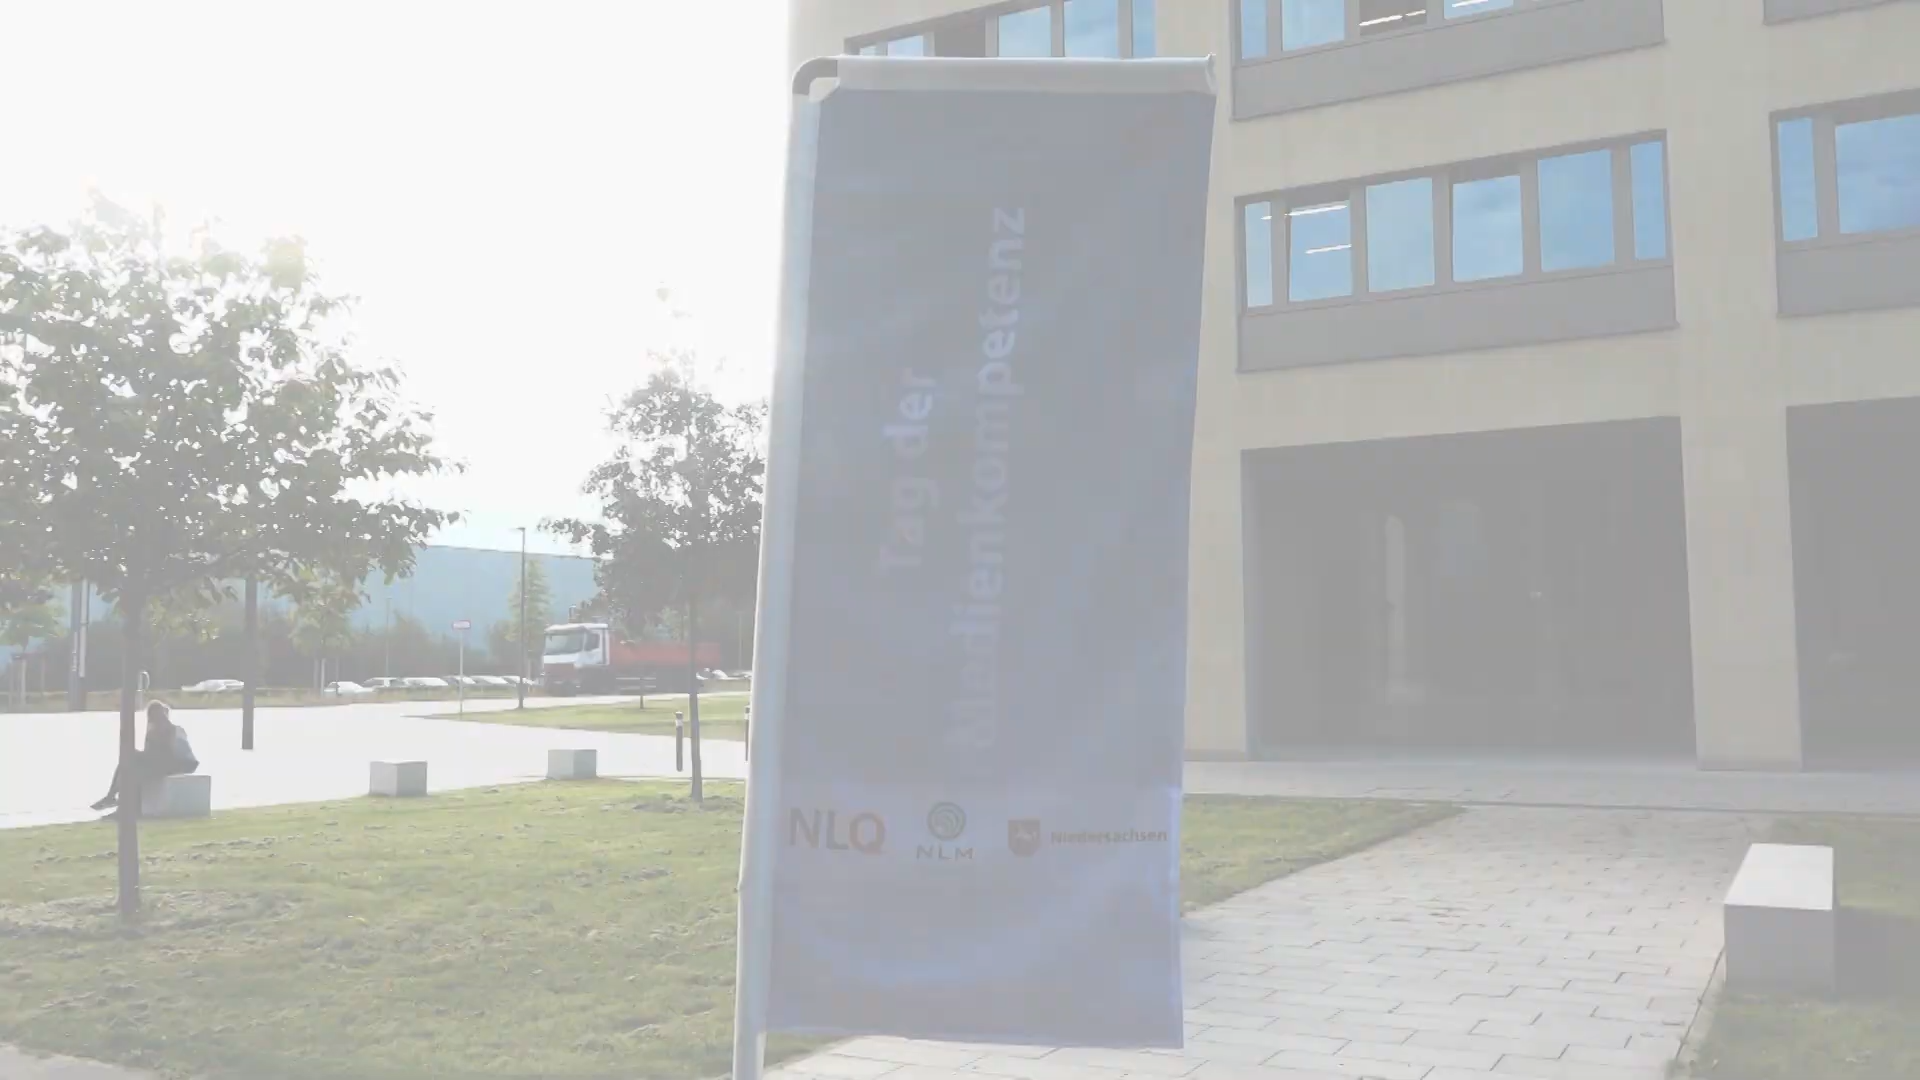 Tag der
Medienkompetenz
NLQ
NLM
Niedersachsen